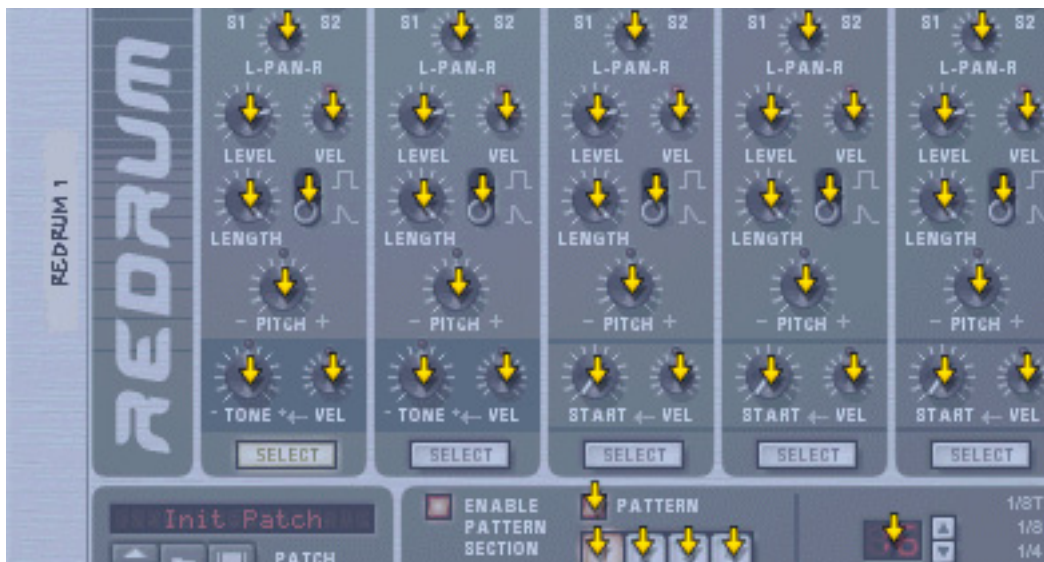 S1 S2 S1 S2 S1 S2 S1 S2 S1 S2
L-PAN-R L-PAN-R L-PAN-R L-PAN-R L-PAN-R
LEVEL VEL LEVEL VEL LEVEL VEL LEVEL VEL LEVEL VEL
LENGTH LENGTH LENGTH LENGTH LENGTH
- PITCH + - PITCH + - PITCH + - PITCH + - PITCH +
- TONE + ← VEL - TONE + ← VEL START ← VEL START ← VEL START ← VEL
SELECT SELECT SELECT SELECT SELECT
REDRUM
REDRUM 1
Init Patch
PATCH
ENABLE
PATTERN
SECTION
PATTERN
1/8T
1/8
1/4